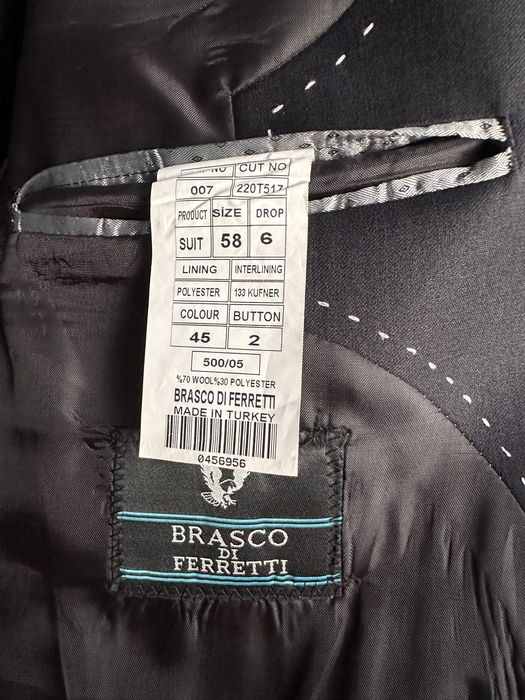 NO CUT NO
007 220T517
PRODUCT SIZE DROP
SUIT 58 6
LINING INTERLINING
POLYESTER 133 KUFNER
COLOUR BUTTON
45 2
500/05
%70 WOOL%30 POLYESTER
BRASCO DI FERRETTI
MADE IN TURKEY
0456956
BRASCO
DI
FERRETTI